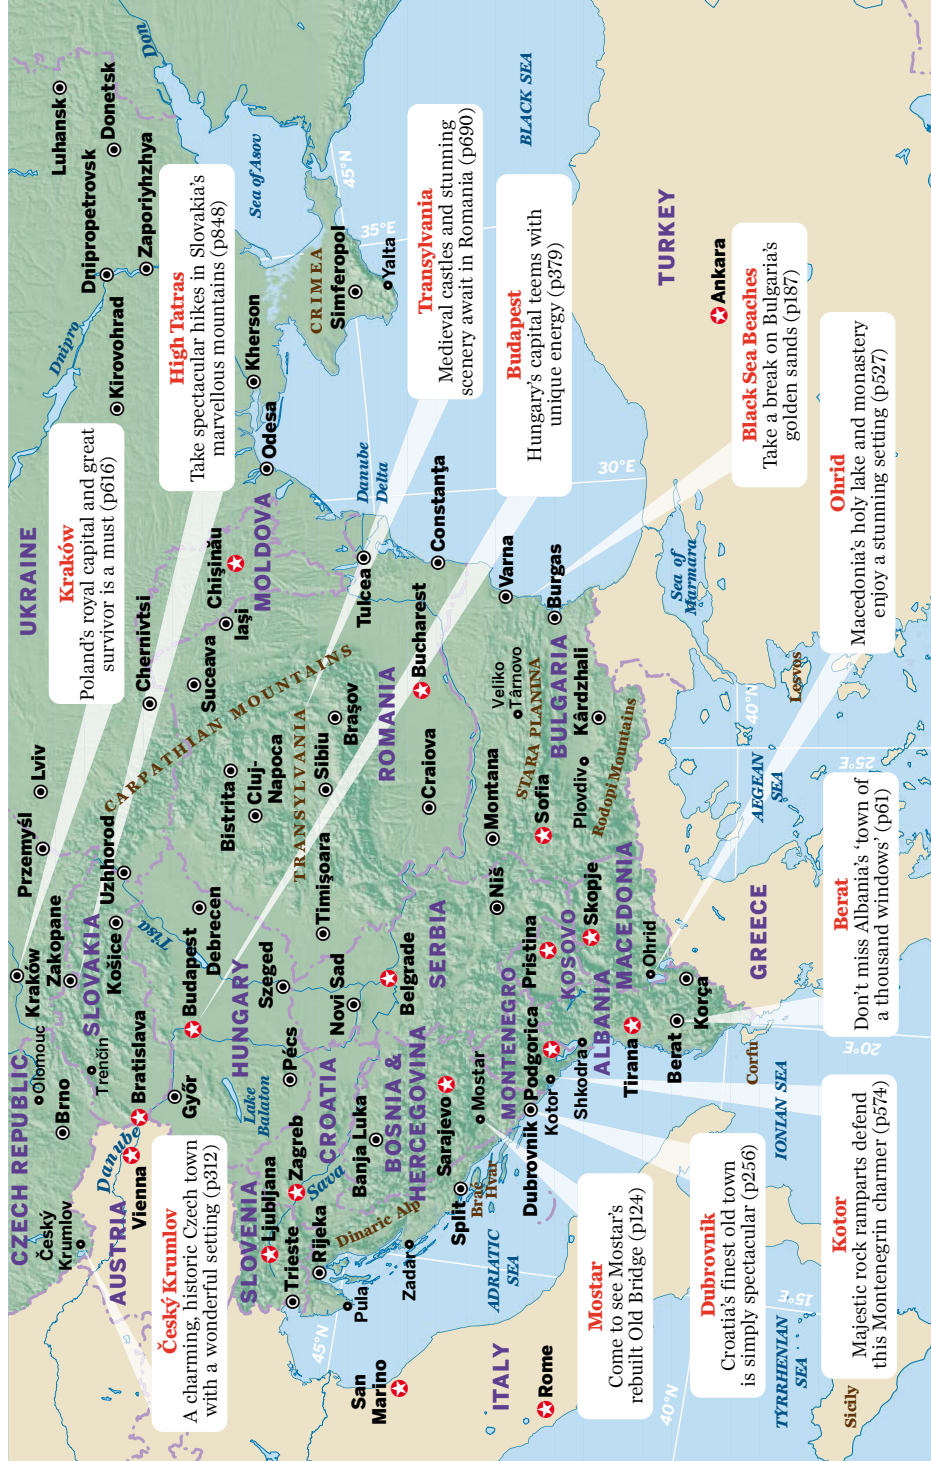 Kraków
Poland's royal capital and great
survivor is a must (p616)
High Tatras
Take spectacular hikes in Slovakia's
marvellous mountains (p848)
Transylvania
Medieval castles and stunning
scenery await in Romania (p690)
Budapest
Hungary's capital teems with
unique energy (p379)
Black Sea Beaches
Take a break on Bulgaria's
golden sands (p187)
Ohrid
Macedonia's holy lake and monastery
enjoy a stunning setting (p527)
Berat
Don't miss Albania's 'town of
a thousand windows' (p61)
Kotor
Majestic rock ramparts defend
this Montenegrin charmer (p574)
Dubrovnik
Croatia's finest old town
is simply spectacular (p256)
Mostar
Come to see Mostar's
rebuilt Old Bridge (p124)
Český Krumlov
A charming, historic Czech town
with a wonderful setting (p312)
CZECH REPUBLIC
Český
Krumlov
Olomouc
Brno
Kraków
Zakopane
Przemyśl
Lviv
UKRAINE
Kirovohrad
Dnipro
Dnipropetrovsk
Zaporiyhzhya
Donetsk
Luhansk
Don
AUSTRIA
Vienna
Danube
Bratislava
Trenčín
SLOVAKIA
Košice
Uzhhorod
Chernivtsi
CARPATHIAN MOUNTAINS
Győr
Budapest
Tisa
Debrecen
HUNGARY
Lake
Balaton
Pécs
Szeged
Suceava
Iaşi
Chişinău
MOLDOVA
Odesa
Kherson
Sea of Asov
CRIMEA
Simferopol
Yalta
45°N
35°E
SLOVENIA
Ljubljana
Trieste
Zagreb
Rijeka
Sava
CROATIA
Pula
Zadar
Dinaric Alp
Banja Luka
BOSNIA &
HERCEGOVINA
Sarajevo
Mostar
Split
Brač
Hvar
Dubrovnik
Novi Sad
Belgrade
SERBIA
Timişoara
Bistrita
Cluj-
Napoca
TRANSYLVANIA
Sibiu
Braşov
ROMANIA
Craiova
Bucharest
Tulcea
Danube
Delta
Constanţa
BLACK SEA
30°E
MONTENEGRO
Podgorica
Kotor
Shkodra
KOSOVO
Pristina
Niš
Montana
STARA PLANINA
Sofia
Veliko
Târnovo
Varna
Burgas
BULGARIA
Plovdiv
Kârdzhali
Rodopi Mountains
Skopje
MACEDONIA
Ohrid
ALBANIA
Tirana
Berat
Korça
Corfu
GREECE
AEGEAN
SEA
Lesvos
Sea of
Marmara
TURKEY
Ankara
40°N
25°E
20°E
IONIAN SEA
ADRIATIC
SEA
San
Marino
45°N
ITALY
Rome
40°N
15°E
TYRRHENIAN
SEA
Sicily